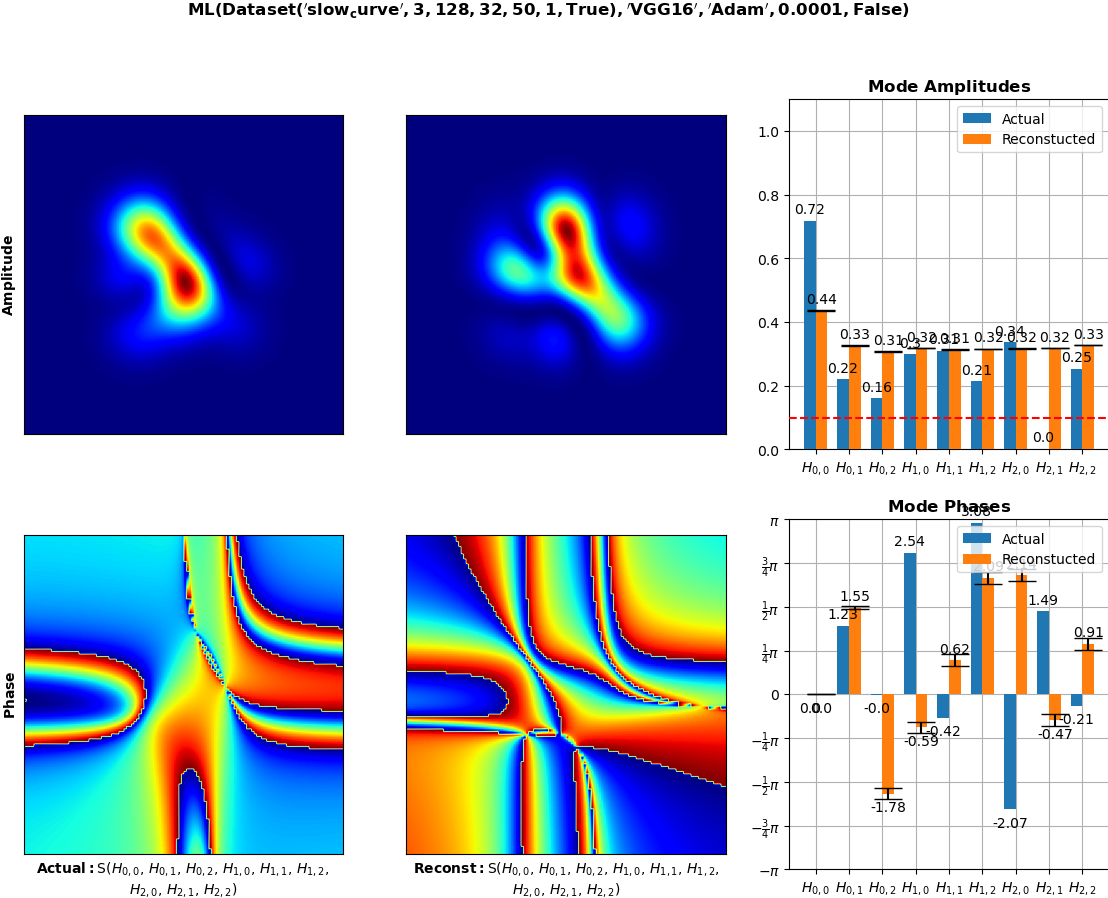 ML(Dataset('slow_curve', 3, 128, 32, 50, 1, True), 'VGG16', 'Adam', 0.0001, False)
Amplitude
Mode Amplitudes
Actual
Reconstucted
1.0
0.8
0.6
0.4
0.2
0.0
0.72
0.44
0.22
0.33
0.16
0.31
0.3
0.32
0.31
0.31
0.21
0.32
0.34
0.32
0.0
0.32
0.25
0.33
H0,0 H0,1 H0,2 H1,0 H1,1 H1,2 H2,0 H2,1 H2,2
Phase
Actual: S(H0,0, H0,1, H0,2, H1,0, H1,1, H1,2,
H2,0, H2,1, H2,2)
Reconst: S(H0,0, H0,1, H0,2, H1,0, H1,1, H1,2,
H2,0, H2,1, H2,2)
Mode Phases
Actual
Reconstucted
π
3/4π
1/2π
1/4π
0
−1/4π
−1/2π
−3/4π
−π
0.0
0.0
1.23
1.55
-0.0
-1.78
2.54
-0.59
-0.42
0.62
3.08
2.09
-2.07
1.49
-0.47
-0.21
0.91
H0,0 H0,1 H0,2 H1,0 H1,1 H1,2 H2,0 H2,1 H2,2